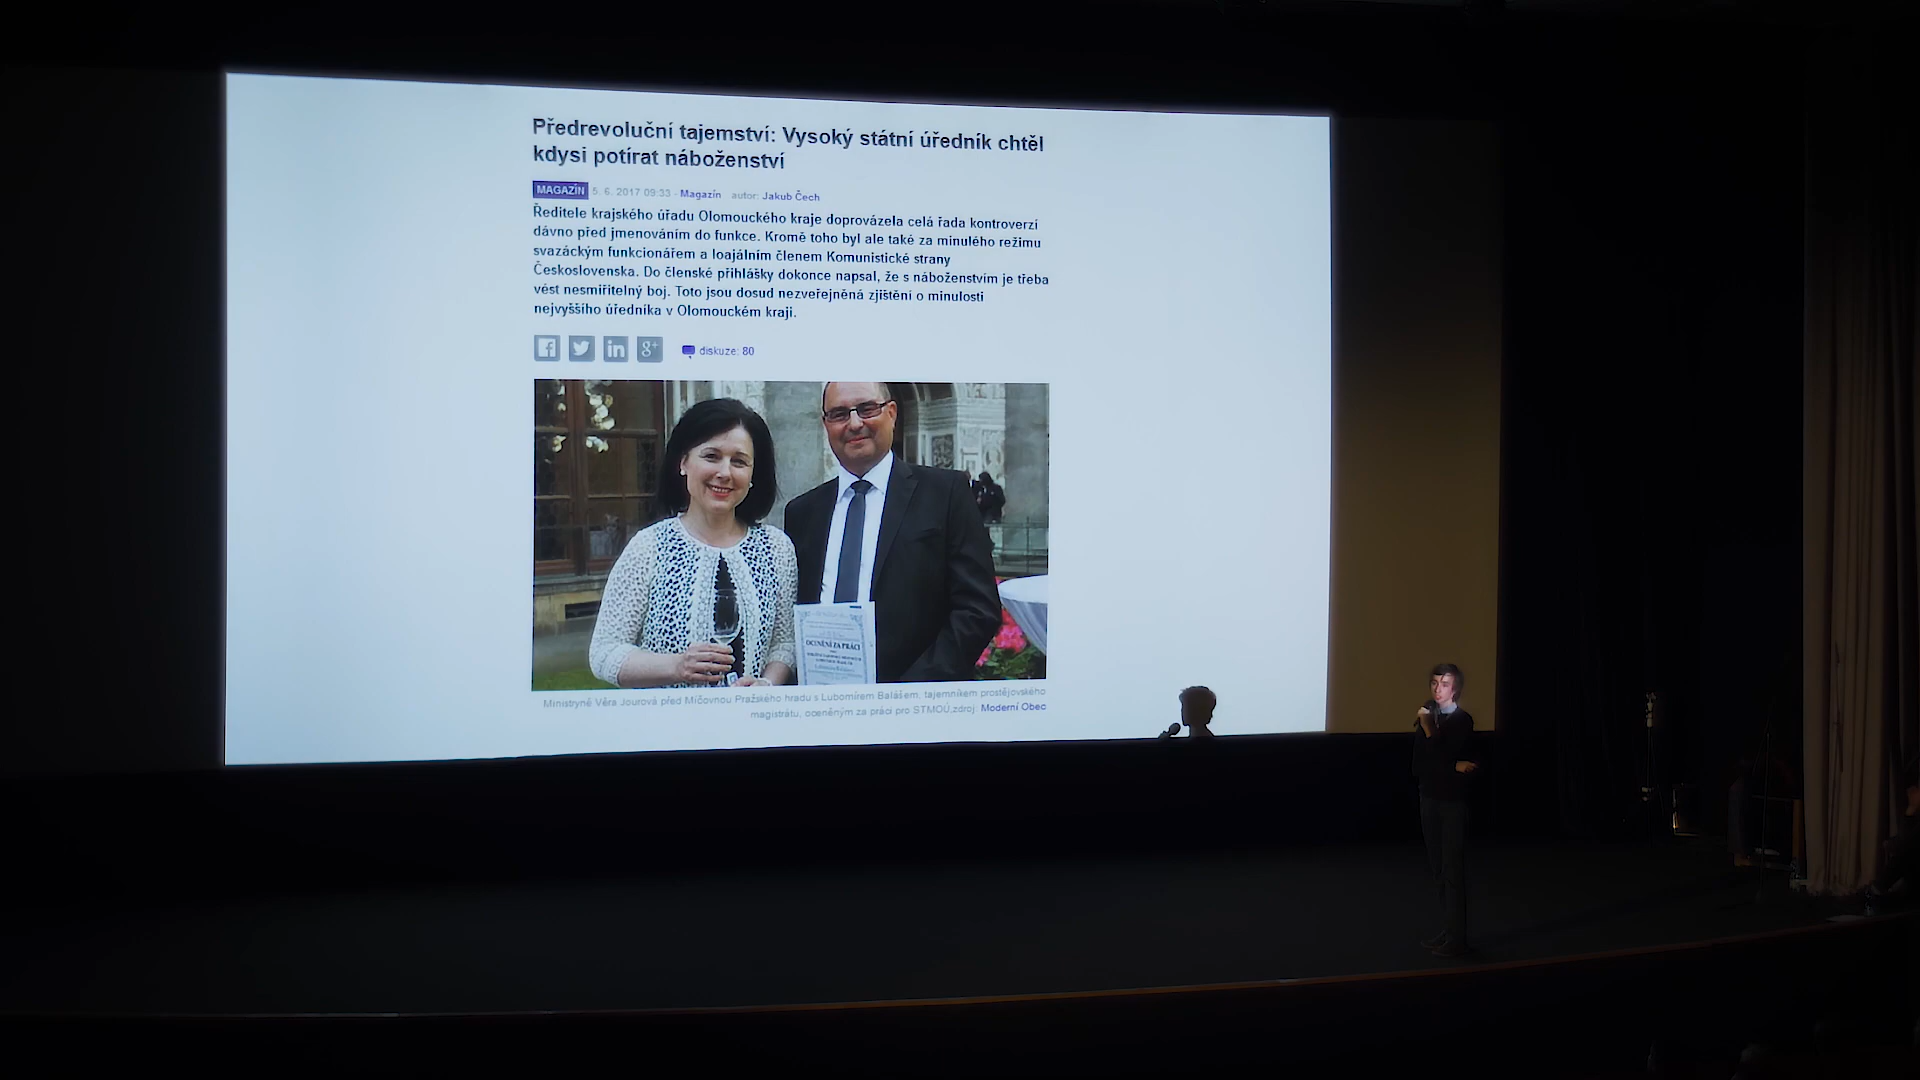 Předrevoluční tajemství: Vysoký státní úředník chtěl
kdysi potírat náboženství
MAGAZÍN 5. 6. 2017 09:33 - Magazín autor: Jakub Čech
Ředitele krajského úřadu Olomouckého kraje doprovázela celá řada kontroverzí
dávno před jmenováním do funkce. Kromě toho byl ale také za minulého režimu
svazáckým funkcionářem a loajálním členem Komunistické strany
Československa. Do členské přihlášky dokonce napsal, že s náboženstvím je třeba
vést nesmiřitelný boj. Toto jsou dosud nezveřejněná zjištění o minulosti
nejvyššího úředníka v Olomouckém kraji.
diskuze: 80
OCENĚNÍ ZA PRÁCI
Ministryně Věra Jourová před Míčovnou Pražského hradu s Lubomírem Balášem, tajemníkem prostějovského
magistrátu, oceněným za práci pro STMOÚ,zdroj: Moderní Obec